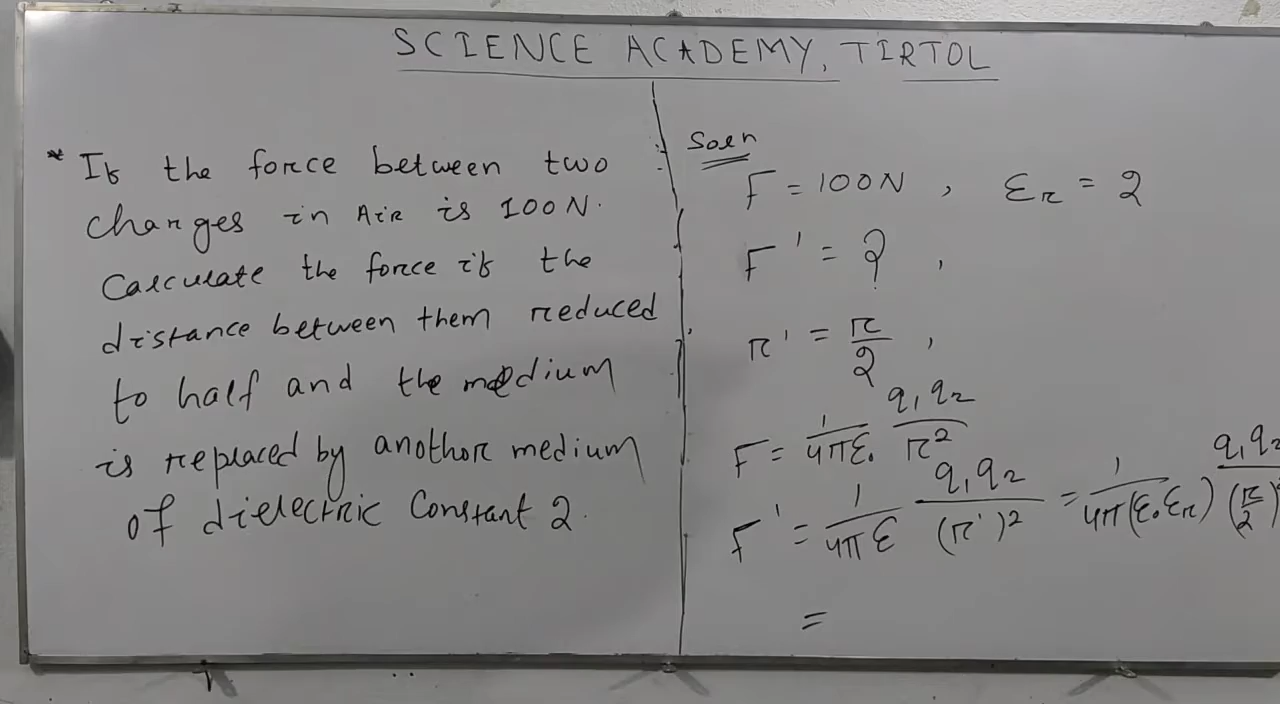 SCIENCE ACADEMY, TIRTOL
* If the force between two
charges in Air is 100N.
Calculate the force if the
distance between them reduced
to half and the medium
is replaced by another medium
of dielectric Constant 2.
Soln
F = 100N , εr = 2
F' = ? ,
r' = r/2 ,
F = 1/4πε₀ q₁q₂/r²
F' = 1/4πε q₁q₂/(r')² = 1/4π(ε₀εr) q₁q₂/(r/2)²
=